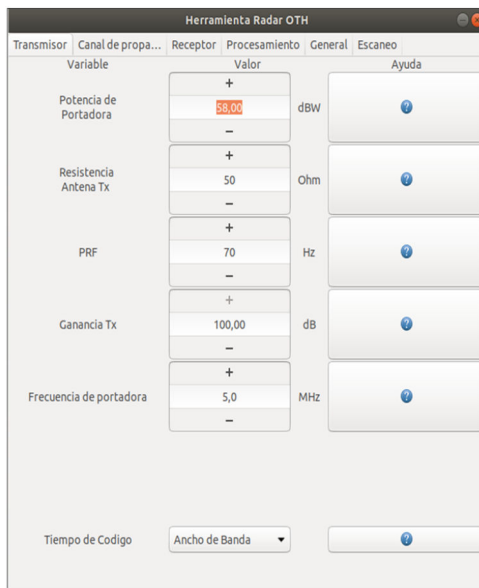 Herramienta Radar OTH
Transmisor Canal de propa... Receptor Procesamiento General Escaneo
Variable Valor Ayuda
+
Potencia de
Portadora
58,00 dBW ?
−
+
Resistencia
Antena Tx
50 Ohm ?
−
+
PRF 70 Hz ?
−
+
Ganancia Tx 100,00 dB ?
−
+
Frecuencia de portadora 5,0 MHz ?
−
Tiempo de Codigo Ancho de Banda ?